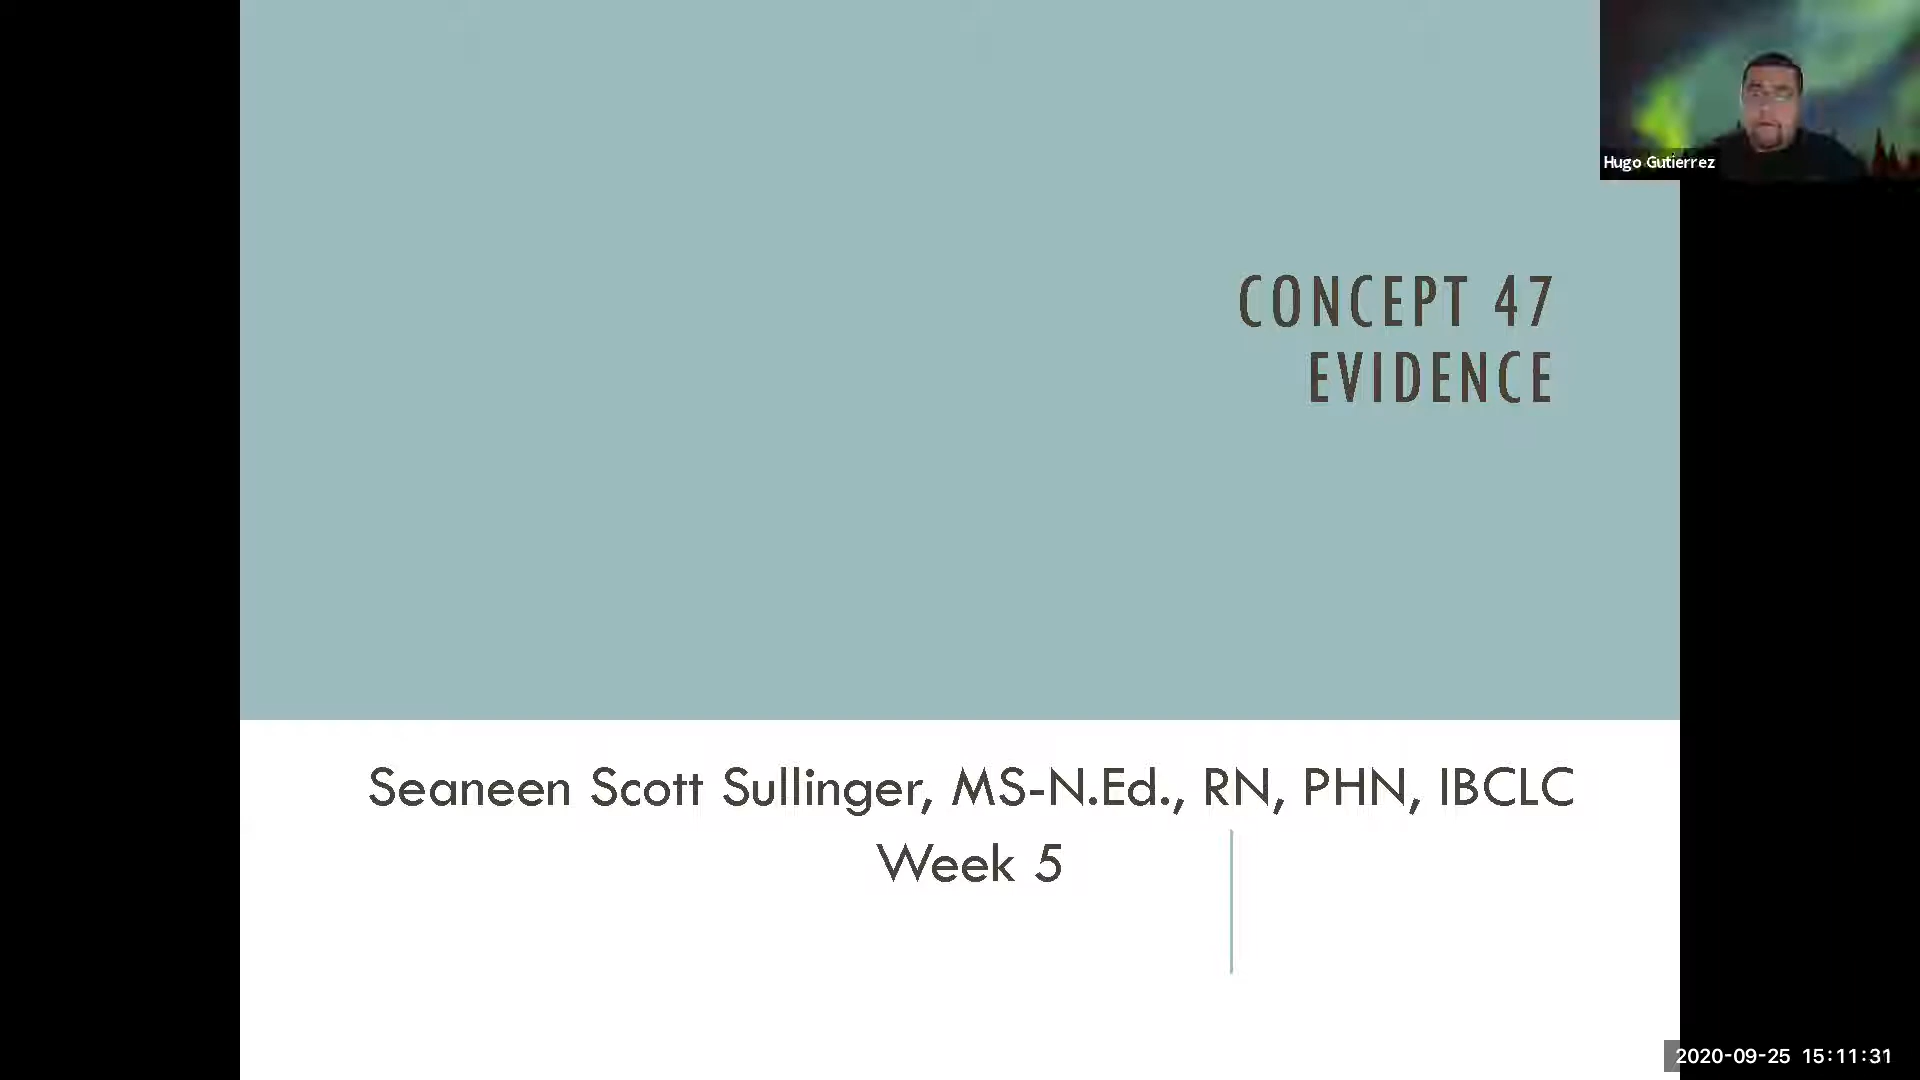 Hugo Gutierrez
CONCEPT 47
EVIDENCE
Seaneen Scott Sullinger, MS-N.Ed., RN, PHN, IBCLC
Week 5
2020-09-25 15:11:31